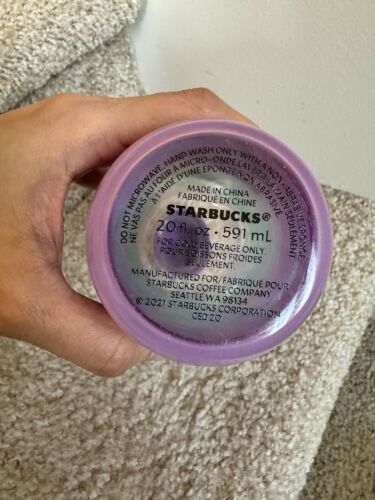 DO NOT MICROWAVE. HAND WASH ONLY WITH A NON-ABRASIVE SPONGE
NE VAS PAS AU FOUR À MICRO-ONDE. LAVER À LA MAIN SEULEMENT
À L'AIDE D'UNE ÉPONGE NON ABRASIVE.
MADE IN CHINA
FABRIQUÉ EN CHINE
STARBUCKS®
20 fl. oz • 591 mL
FOR COLD BEVERAGE ONLY.
POUR BOISSONS FROIDES
SEULEMENT.
MANUFACTURED FOR/FABRIQUÉ POUR
STARBUCKS COFFEE COMPANY
SEATTLE WA 98134
© 2021 STARBUCKS CORPORATION
CED 2Q